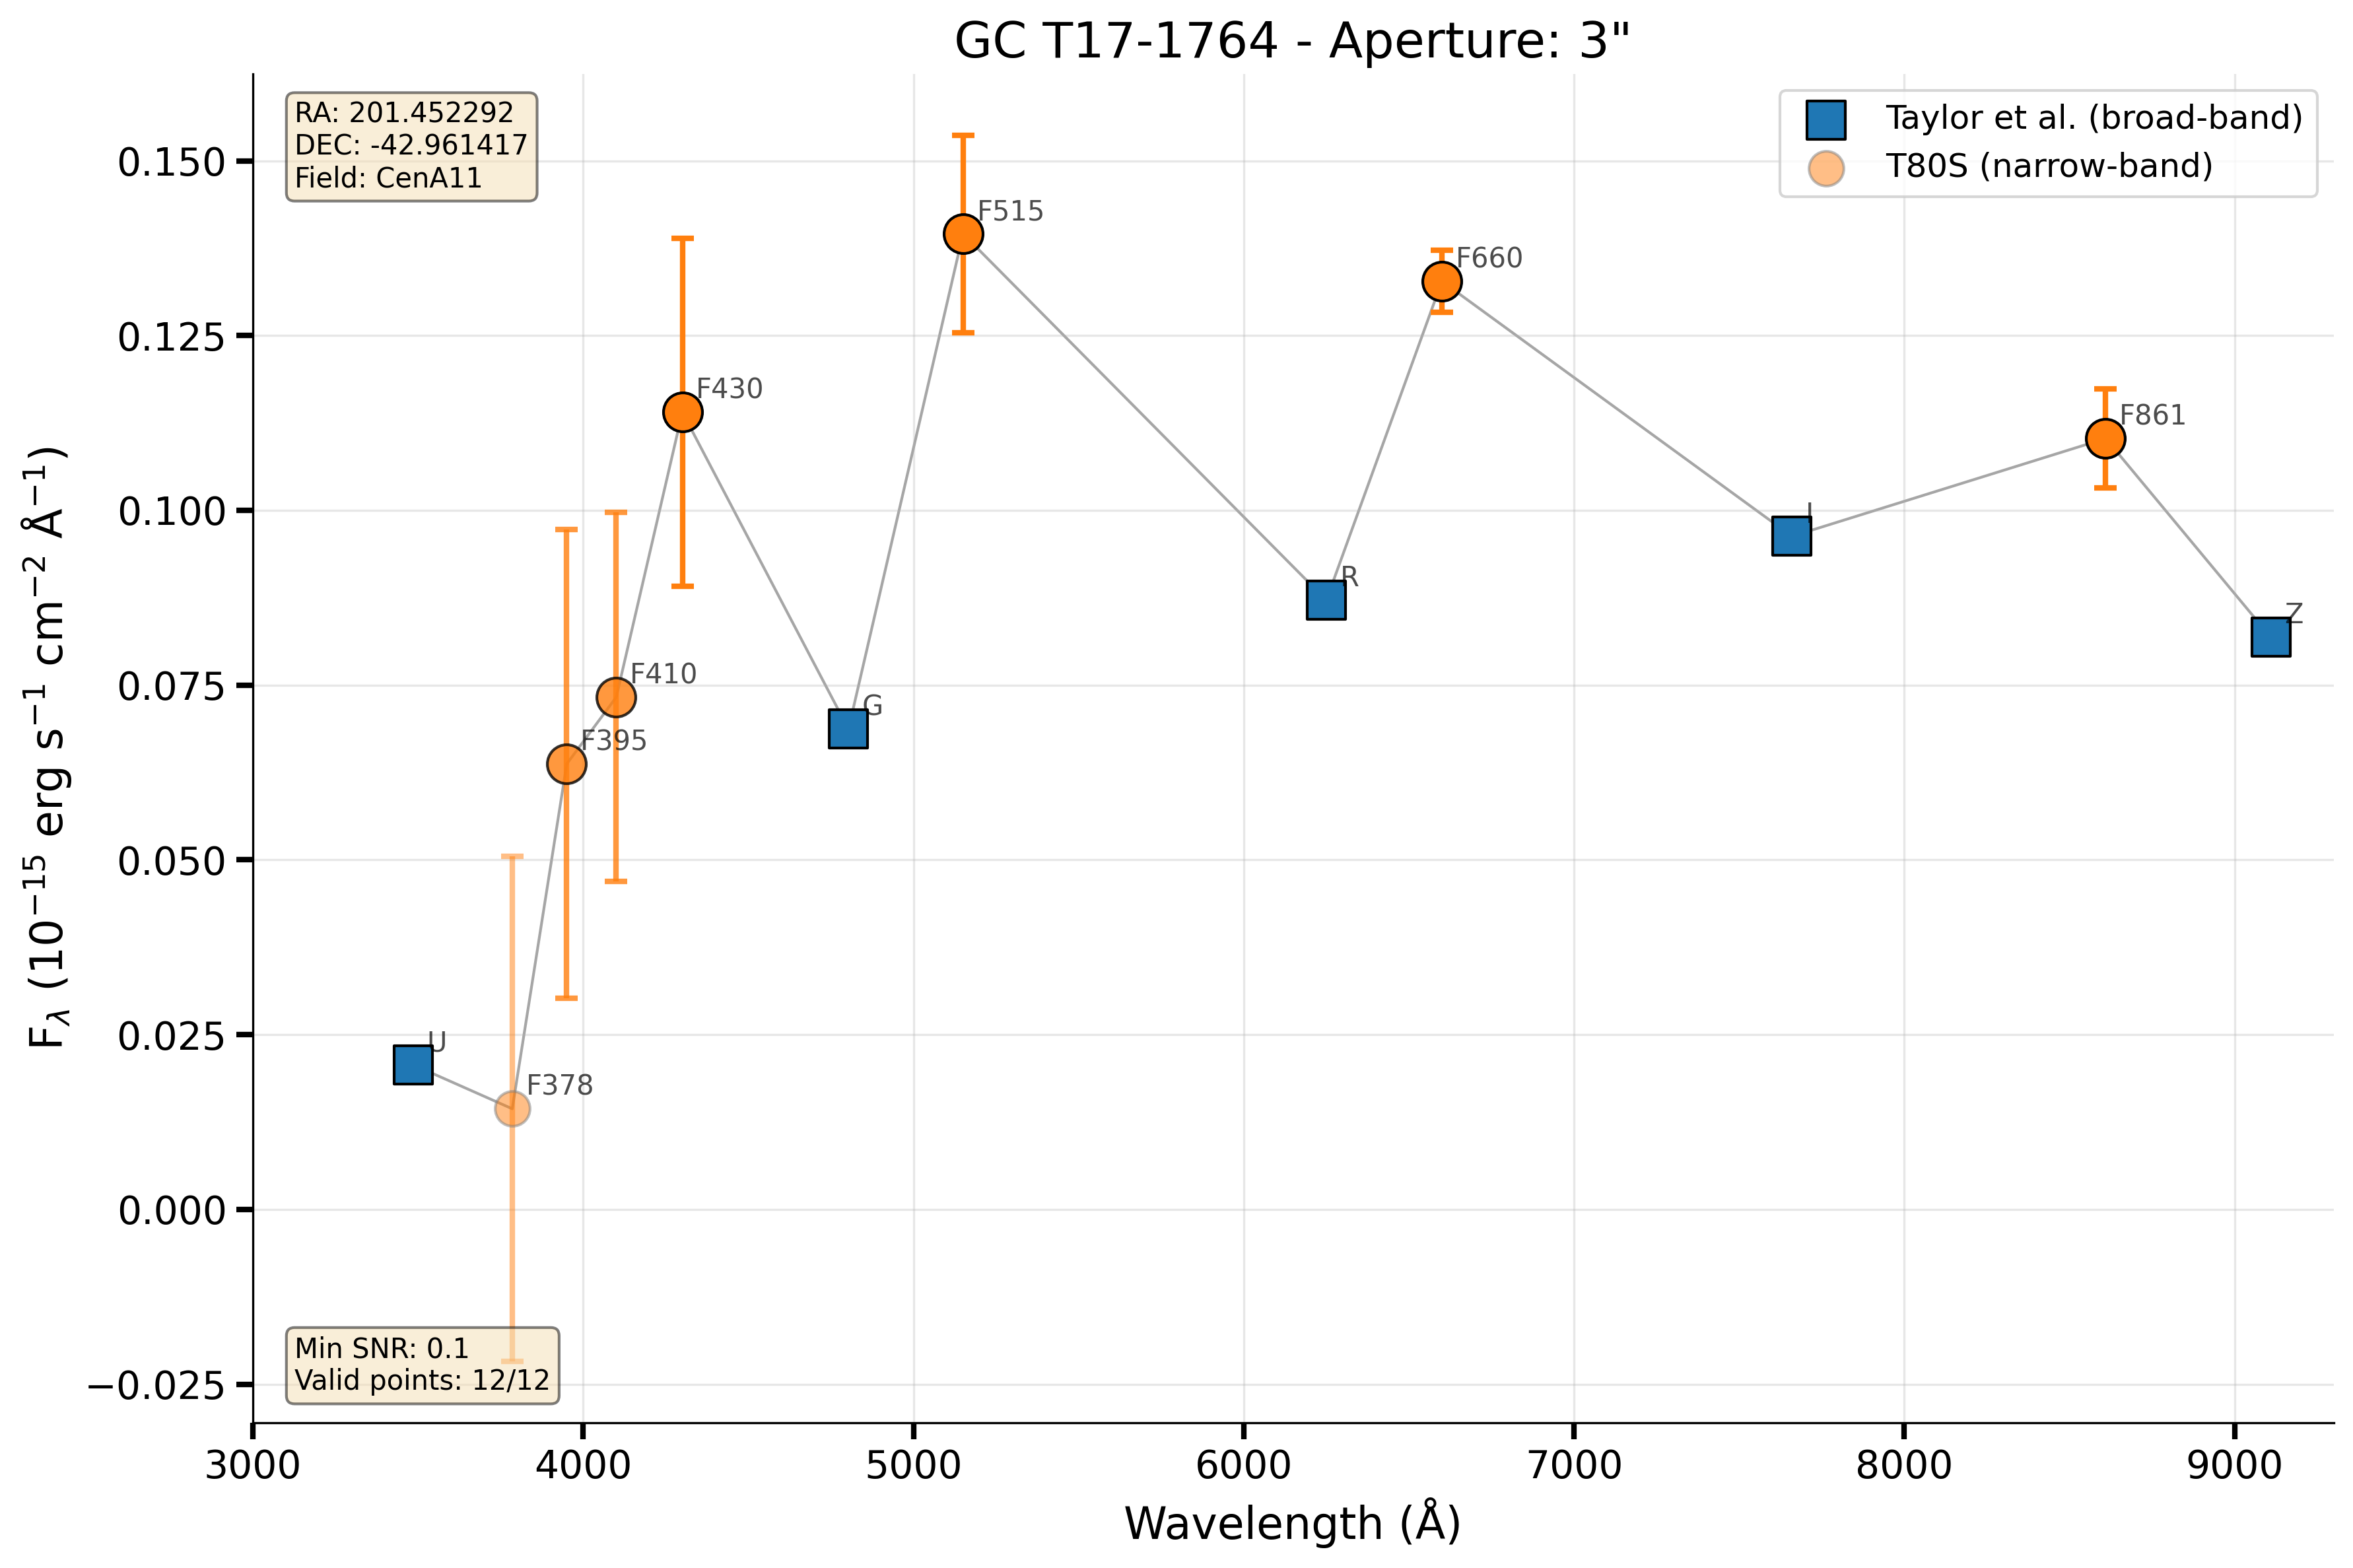 GC T17-1764 - Aperture: 3"
RA: 201.452292
DEC: -42.961417
Field: CenA11
Taylor et al. (broad-band)
T80S (narrow-band)
F515
F660
F430
F861
I
R
Z
F410
G
F395
U
F378
Min SNR: 0.1
Valid points: 12/12
0.150
0.125
0.100
0.075
0.050
0.025
0.000
−0.025
F_λ (10⁻¹⁵ erg s⁻¹ cm⁻² Å⁻¹)
3000 4000 5000 6000 7000 8000 9000
Wavelength (Å)